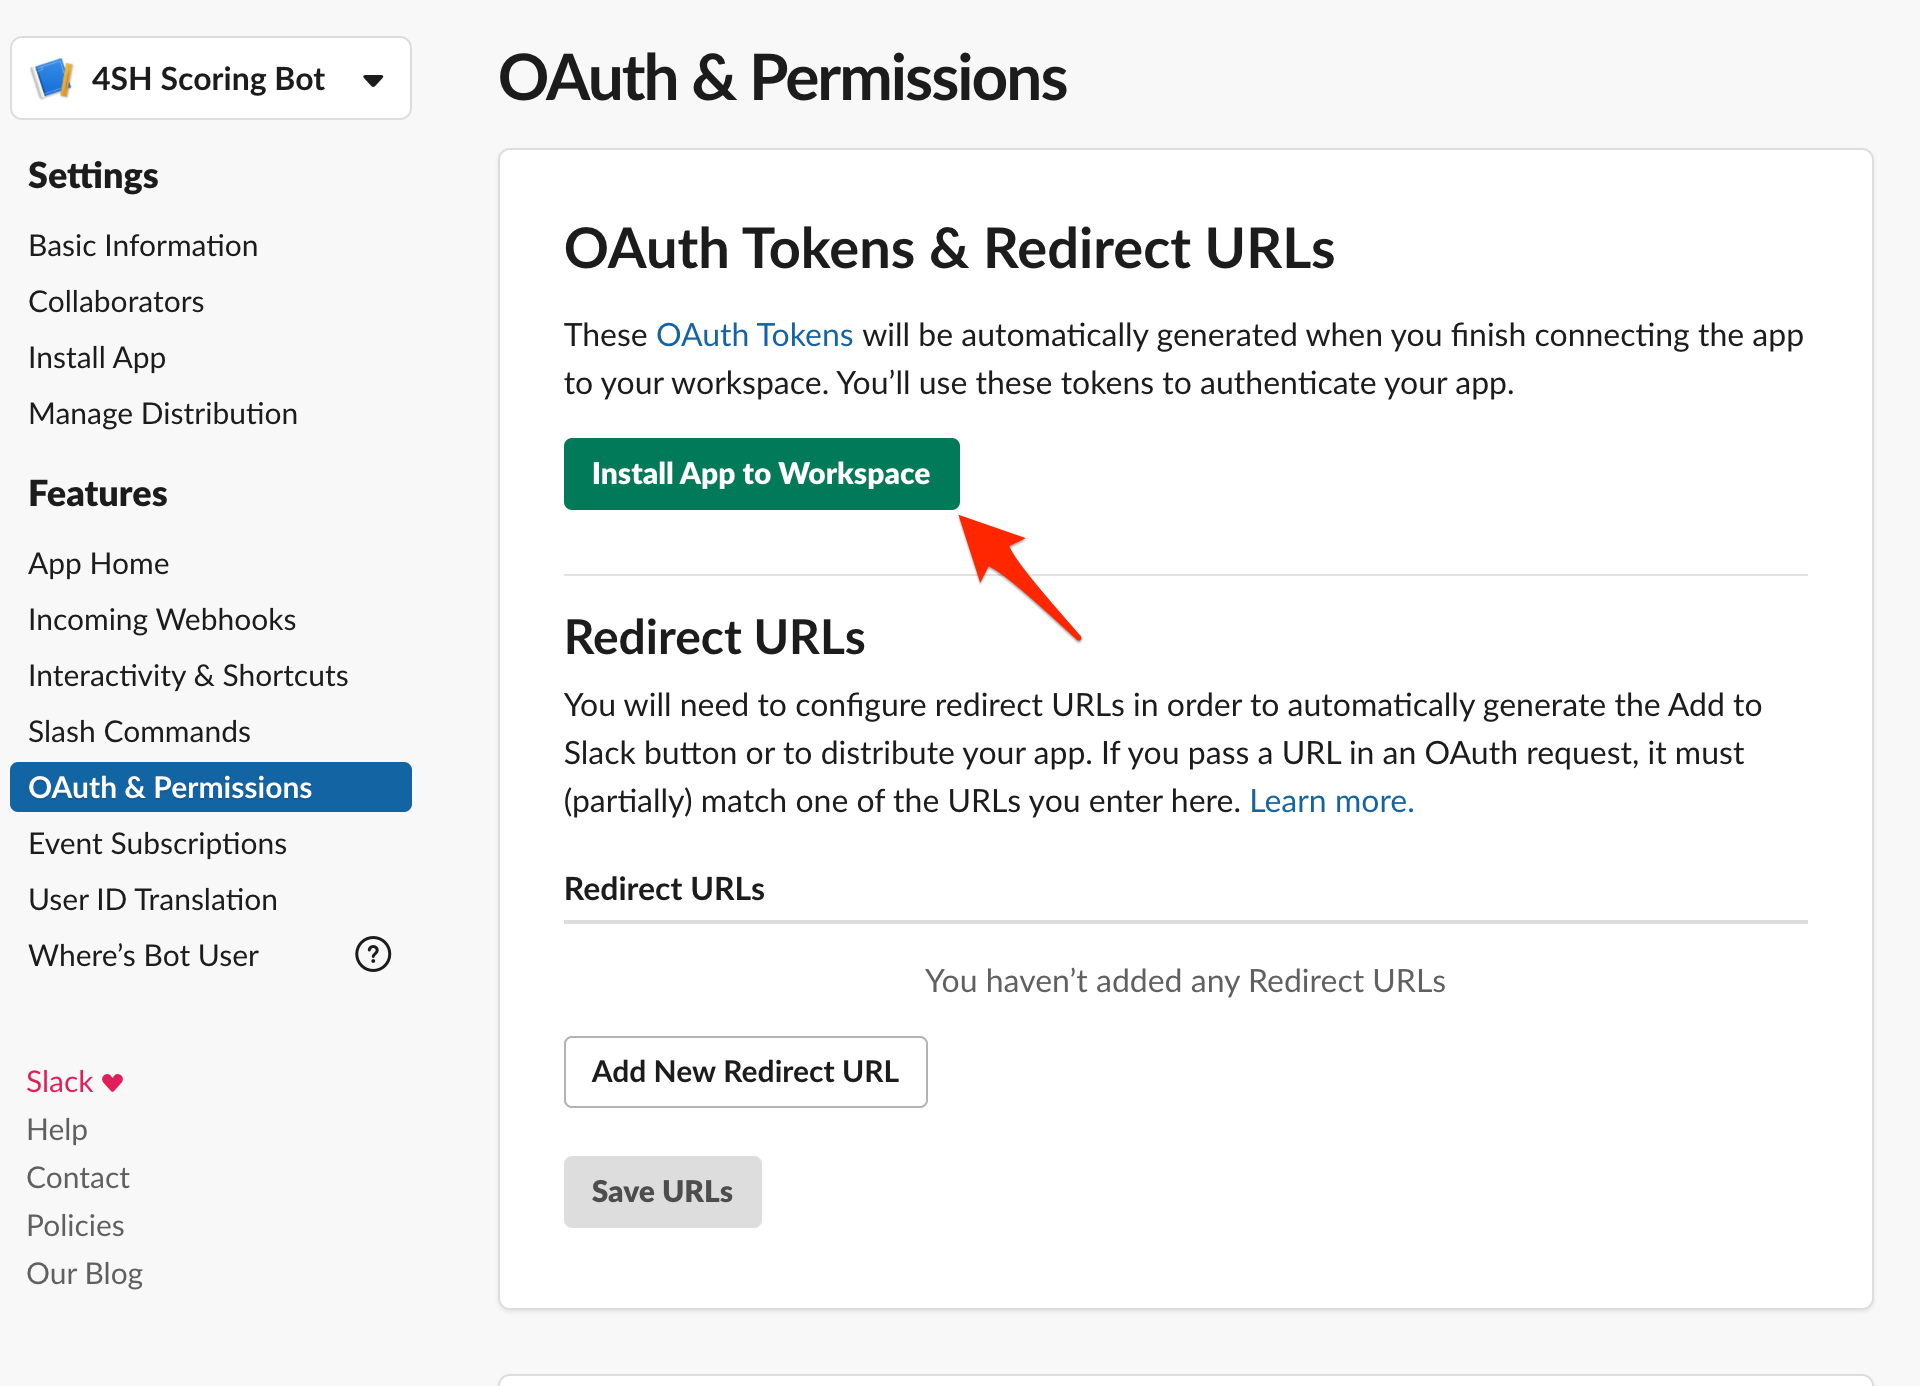 4SH Scoring Bot
Settings
Basic Information
Collaborators
Install App
Manage Distribution
Features
App Home
Incoming Webhooks
Interactivity & Shortcuts
Slash Commands
OAuth & Permissions
Event Subscriptions
User ID Translation
Where’s Bot User
?
Slack ♥
Help
Contact
Policies
Our Blog
OAuth & Permissions
OAuth Tokens & Redirect URLs
These OAuth Tokens will be automatically generated when you finish connecting the app
to your workspace. You’ll use these tokens to authenticate your app.
Install App to Workspace
Redirect URLs
You will need to configure redirect URLs in order to automatically generate the Add to
Slack button or to distribute your app. If you pass a URL in an OAuth request, it must
(partially) match one of the URLs you enter here. Learn more.
Redirect URLs
You haven’t added any Redirect URLs
Add New Redirect URL
Save URLs